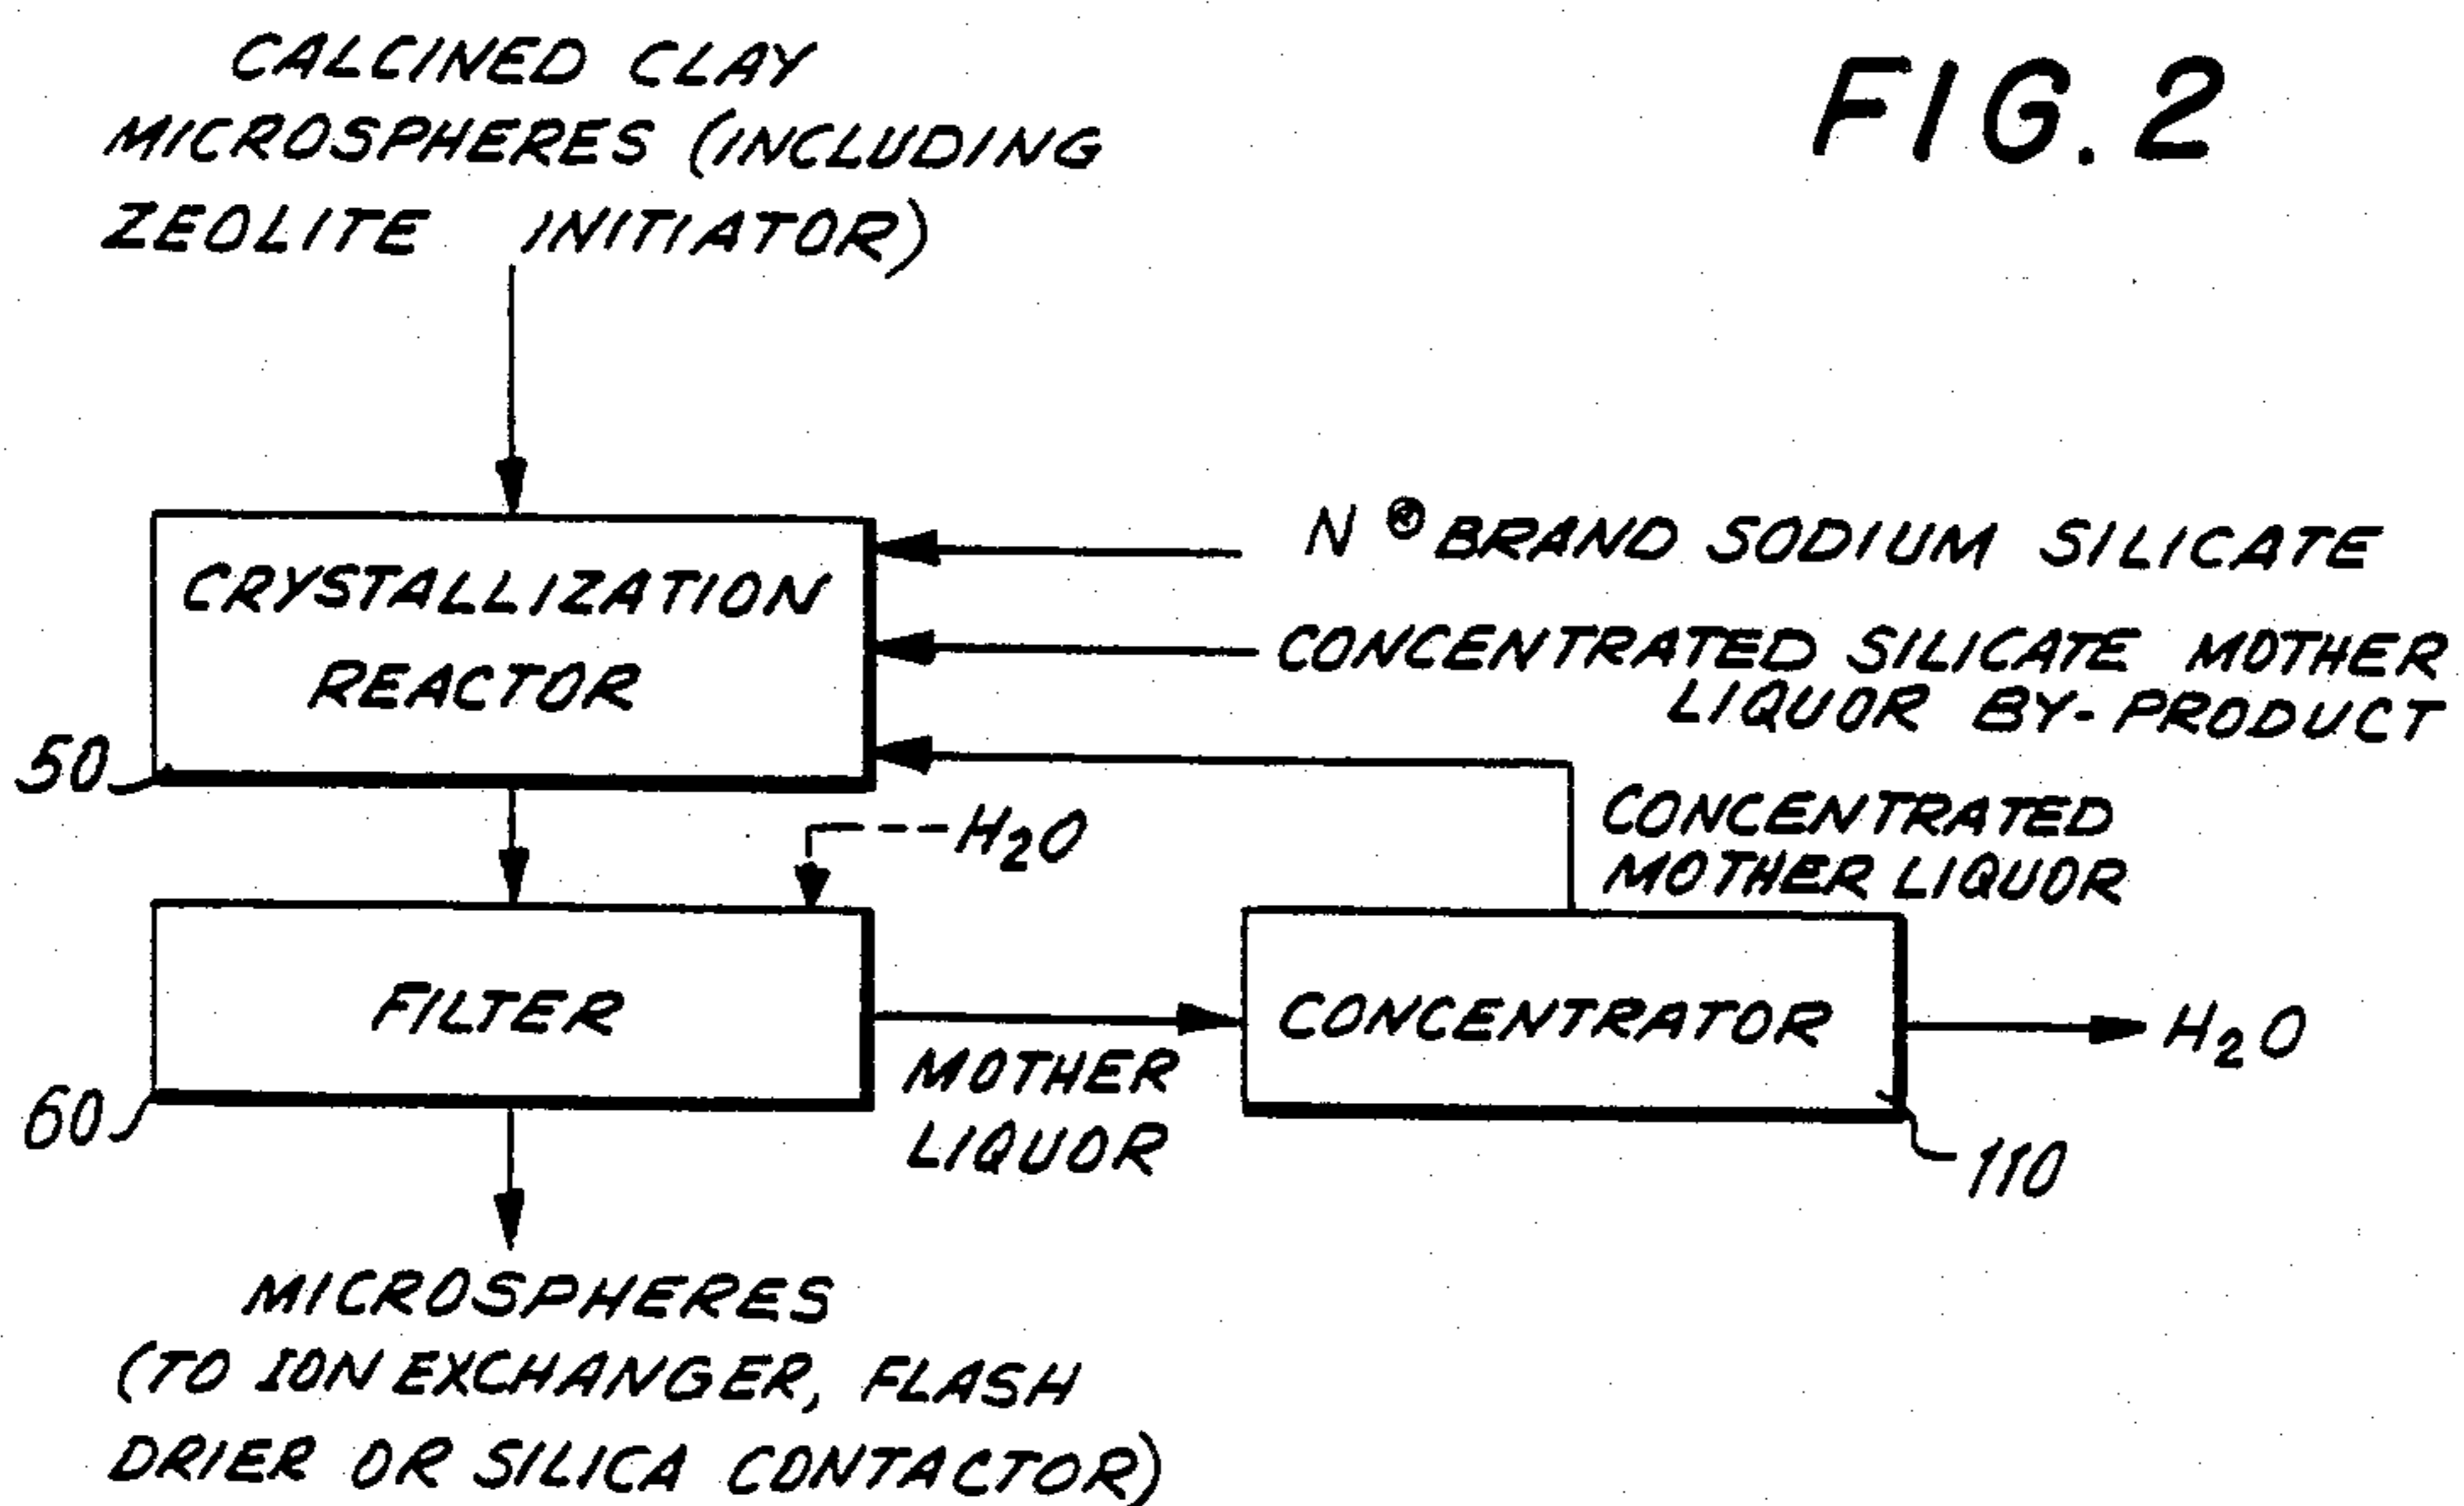 CALCINED CLAY
MICROSPHERES (INCLUDING
ZEOLITE INITIATOR)
FIG. 2
N ® BRAND SODIUM SILICATE
CRYSTALLIZATION
REACTOR
CONCENTRATED SILICATE MOTHER
LIQUOR BY-PRODUCT
50
H2O
CONCENTRATED
MOTHER LIQUOR
FILTER
CONCENTRATOR
H2O
MOTHER
LIQUOR
60
110
MICROSPHERES
(TO ION EXCHANGER, FLASH
DRIER OR SILICA CONTACTOR)